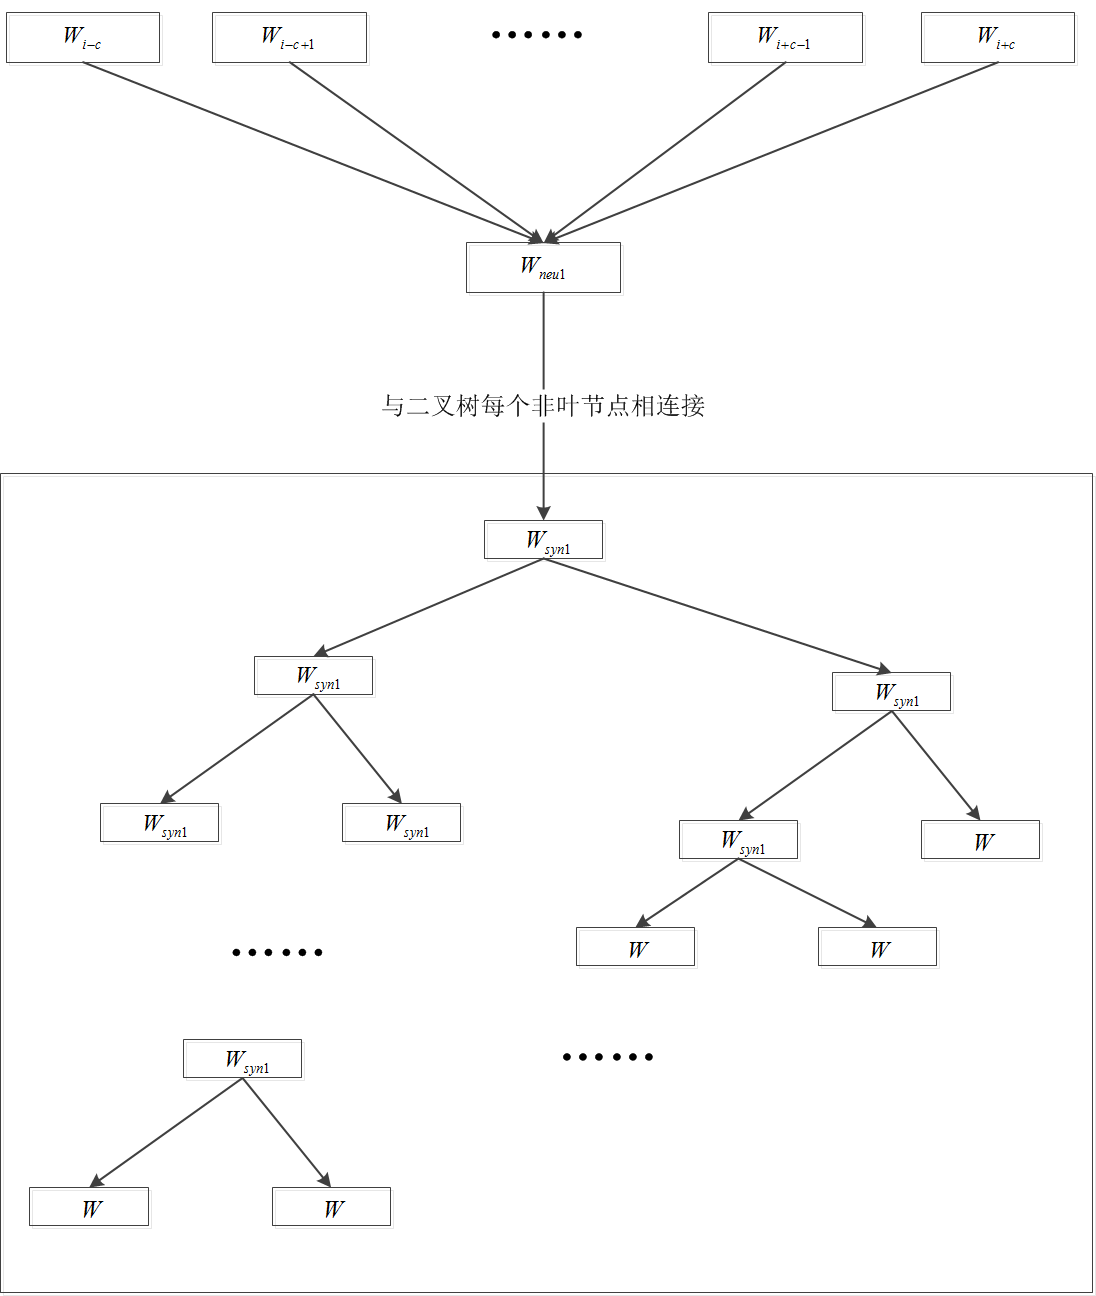 W_{i-c} W_{i-c+1} ······ W_{i+c-1} W_{i+c}
W_{neu1}
与二叉树每个非叶节点相连接
W_{syn1}
W_{syn1} W_{syn1}
W_{syn1} W_{syn1} W_{syn1} W
······ W W
W_{syn1} ······
W W